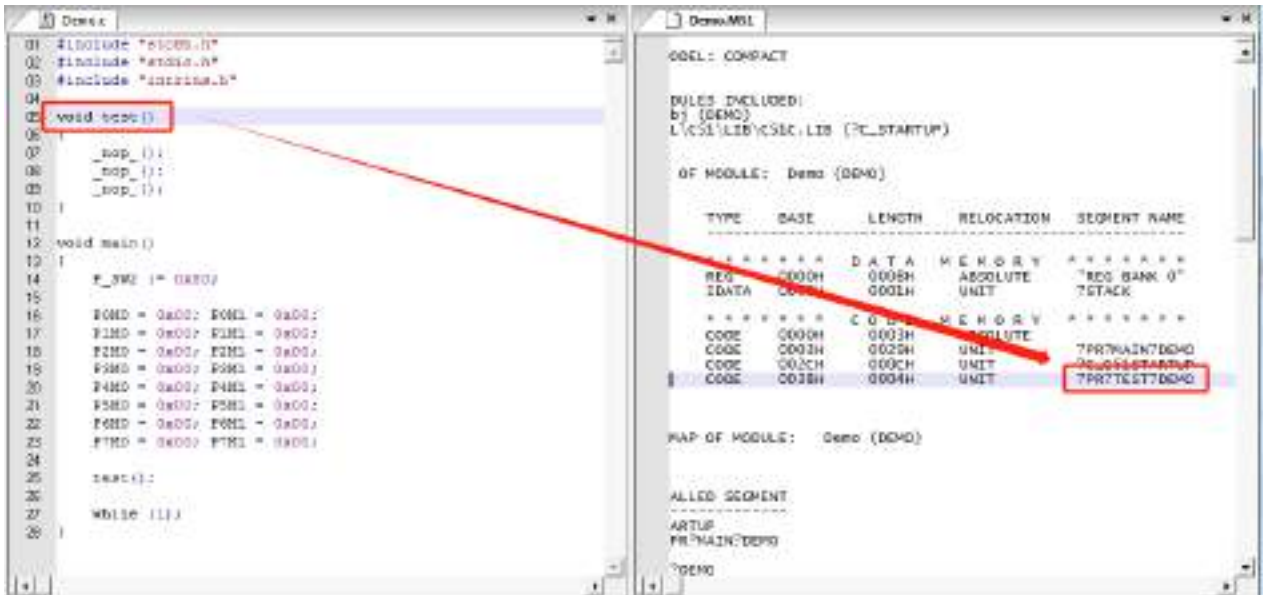 Demo.c
01 #include "stc8h.h"
02 #include "stdio.h"
03 #include "intrins.h"
04
05 void test()
06 {
07 _nop_();
08 _nop_();
09 _nop_();
10 }
11
12 void main()
13 {
14 P_SW2 |= 0x80;
15
16 P0M0 = 0x00; P0M1 = 0x00;
17 P1M0 = 0x00; P1M1 = 0x00;
18 P2M0 = 0x00; P2M1 = 0x00;
19 P3M0 = 0x00; P3M1 = 0x00;
20 P4M0 = 0x00; P4M1 = 0x00;
21 P5M0 = 0x00; P5M1 = 0x00;
22 P6M0 = 0x00; P6M1 = 0x00;
23 P7M0 = 0x00; P7M1 = 0x00;
24
25 test();
26
27 while (1);
28 }
Demo.M51
ODEL: COMPACT
DULES INCLUDED:
bj (DEMO)
L\C51\LIB\C51C.LIB (?C_STARTUP)
OF MODULE: Demo (DEMO)
TYPE BASE LENGTH RELOCATION SEGMENT NAME
* * * * * * * D A T A M E M O R Y * * * * * * *
REG 0000H 0008H ABSOLUTE "REG BANK 0"
IDATA 0008H 0001H UNIT ?STACK
* * * * * * * C O D E M E M O R Y * * * * * * *
CODE 0000H 0003H ABSOLUTE
CODE 0003H 0029H UNIT ?PR?MAIN?DEMO
CODE 002CH 000CH UNIT ?C_C51STARTUP
CODE 0038H 0004H UNIT ?PR?TEST?DEMO
MAP OF MODULE: Demo (DEMO)
ALLED SEGMENT
ARTUP
PR?MAIN?DEMO
?DEMO